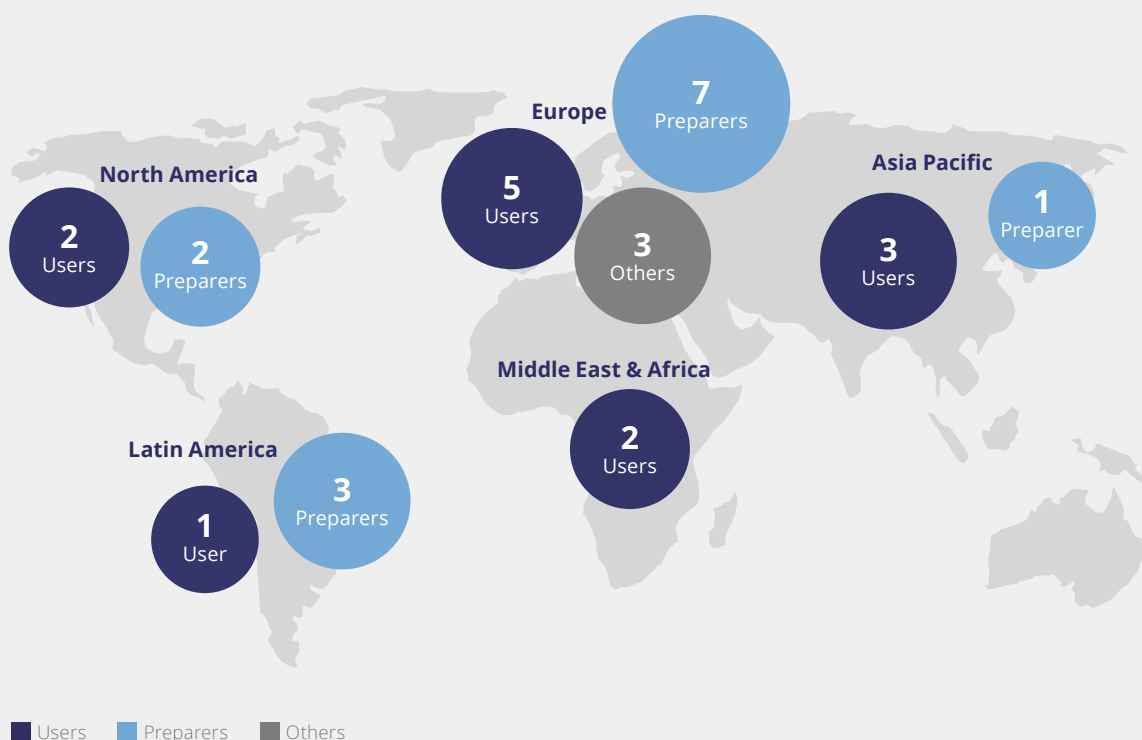 North America
2
Users
2
Preparers
Europe
5
Users
7
Preparers
3
Others
Asia Pacific
3
Users
1
Preparer
Middle East & Africa
2
Users
Latin America
1
User
3
Preparers
Users
Preparers
Others